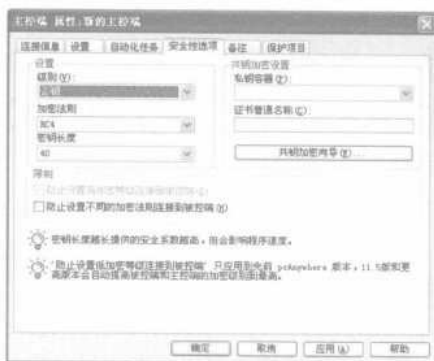 主控端 属性:新的主控端
连接信息 设置 自动化任务 安全性选项 备注 保护项目
设置
级别(V):
加密法则
RC4
密钥长度
40
共钥加密设置
私钥容器(Z):
证书普通名称(C):
共钥加密向导(E)...
限制
防止设置不同的加密法则连接到被控端(H)
密钥长度越长提供的安全系数越高,但会影响程序速度。
"防止设置低加密等级连接到被控端" 只应用到先前 pcAnywhere 版本,11.5版和更
高版本会自动提高被控端和主控端的加密级别到最高。
确定 取消 应用(A) 帮助